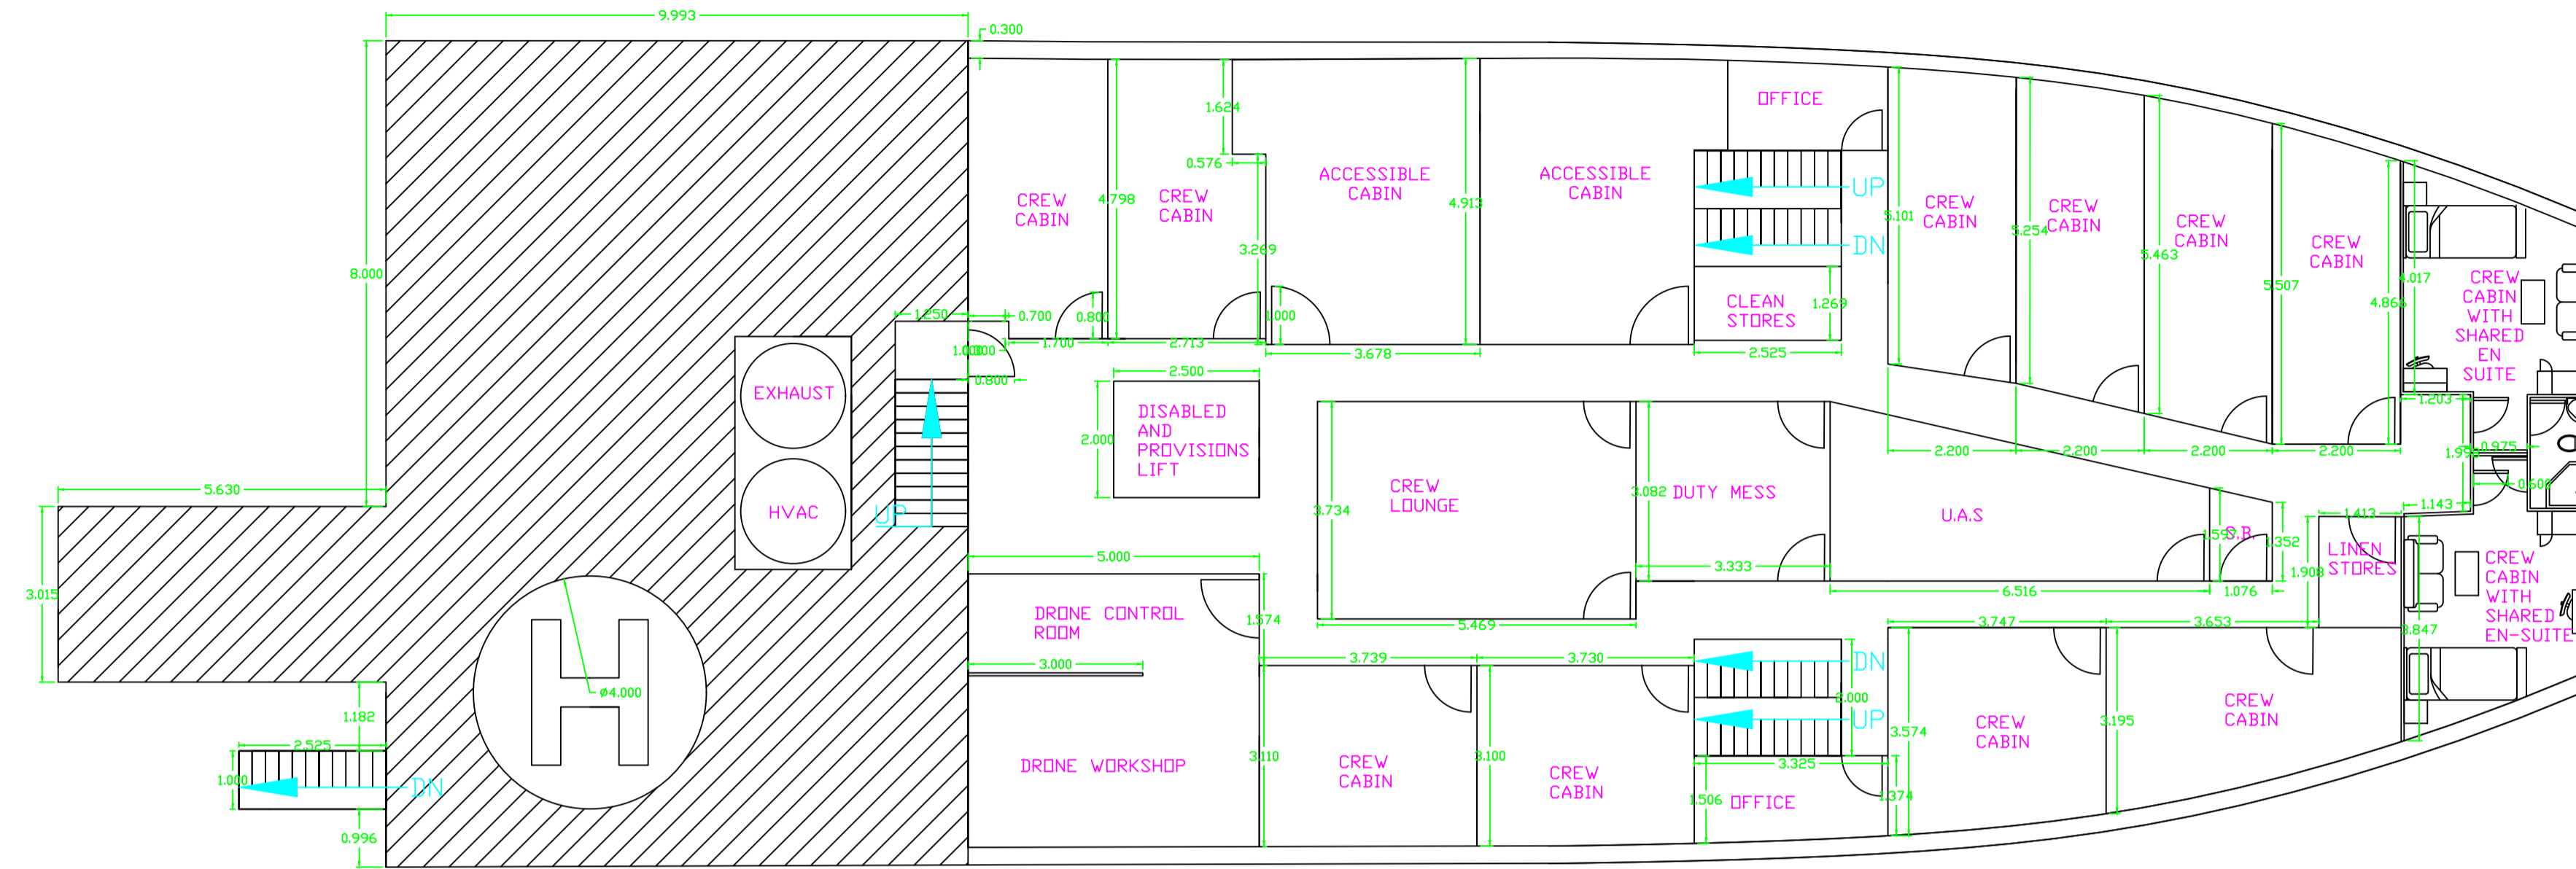 9.993
0.300
1.624
OFFICE
0.576
8.000
CREW
CABIN
4.798
CREW
CABIN
3.269
ACCESSIBLE
CABIN
4.913
ACCESSIBLE
CABIN
UP
DN
CLEAN
STORES
1.269
2.525
5.101
CREW
CABIN
5.254
CREW
CABIN
5.463
CREW
CABIN
5.507
CREW
CABIN
4.017
CREW
CABIN
WITH
SHARED
EN
SUITE
1.250
0.700
0.800
1.000
1.700
2.713
3.678
0.800
2.500
EXHAUST
HVAC
UP
2.000
DISABLED
AND
PROVISIONS
LIFT
3.734
CREW
LOUNGE
3.082
DUTY MESS
U.A.S
2.200
2.200
2.200
2.200
1.203
0.975
1.143
1.413
S.B.
1.352
1.908
LINEN
STORES
CREW
CABIN
WITH
SHARED
EN-SUITE
5.630
3.015
5.000
3.333
6.516
1.076
DRONE CONTROL
ROOM
1.574
5.469
3.747
3.653
3.847
3.000
3.739
3.730
DN
UP
2.000
H
ø4.000
1.182
2.525
1.000
DN
0.996
DRONE WORKSHOP
3.110
CREW
CABIN
3.100
CREW
CABIN
3.325
1.506
OFFICE
1.374
3.574
CREW
CABIN
3.195
CREW
CABIN